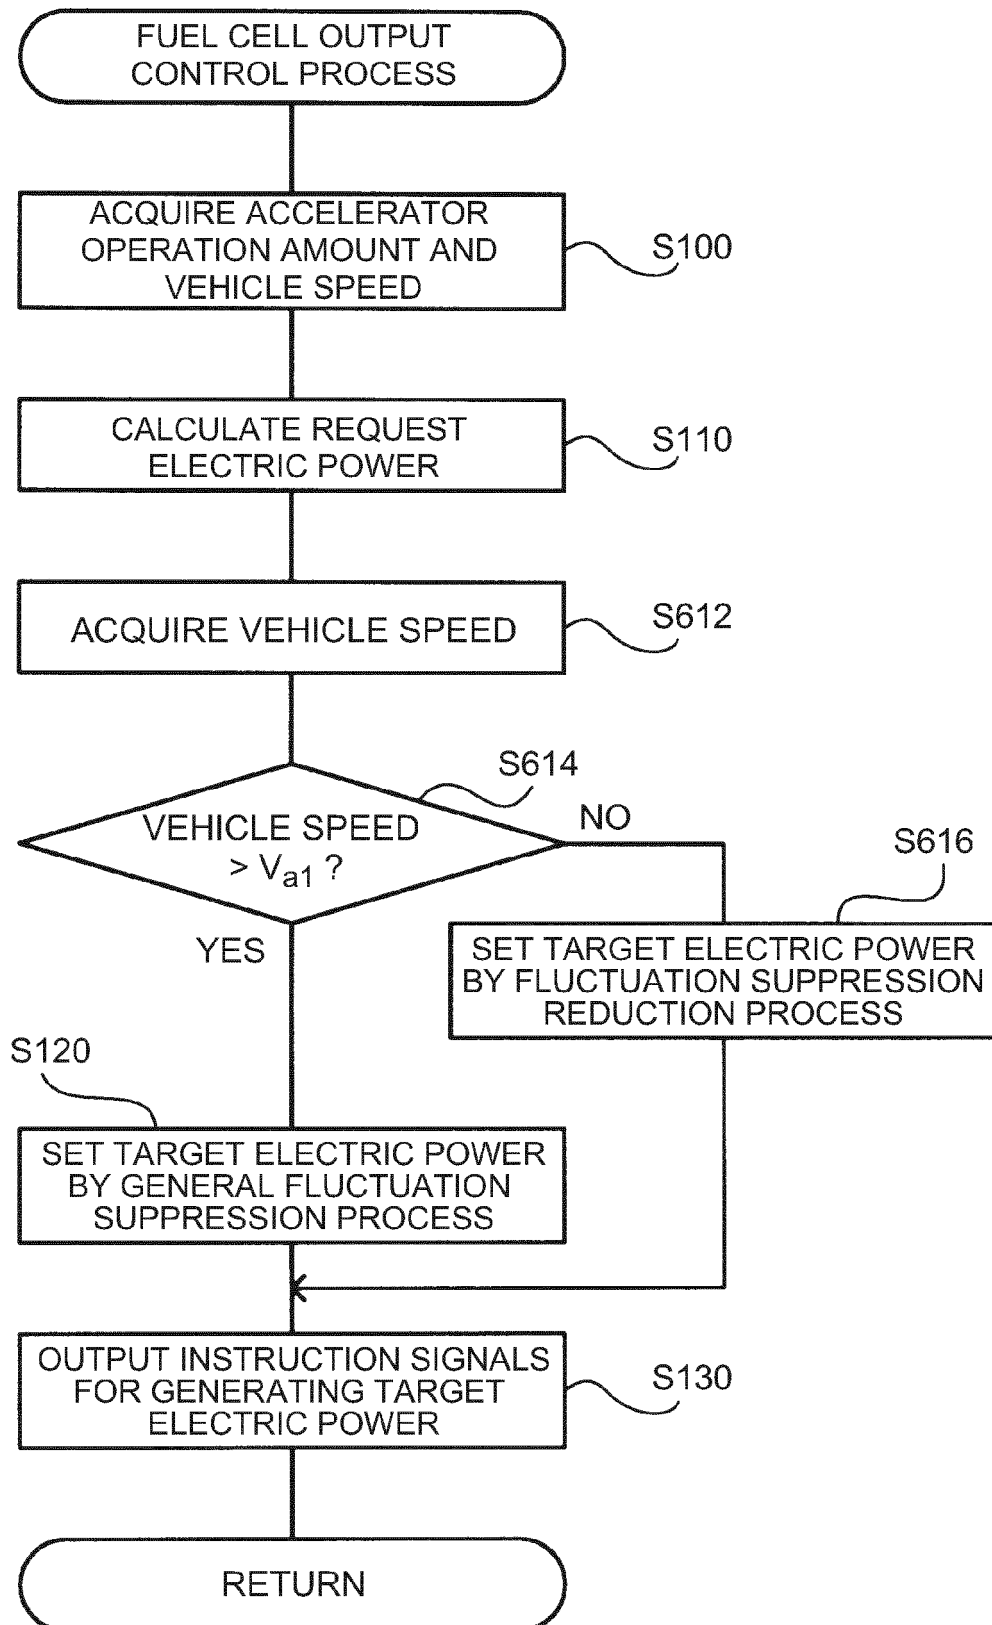 FUEL CELL OUTPUT
CONTROL PROCESS
ACQUIRE ACCELERATOR
OPERATION AMOUNT AND
VEHICLE SPEED
S100
CALCULATE REQUEST
ELECTRIC POWER
S110
ACQUIRE VEHICLE SPEED
S612
S614
VEHICLE SPEED
> Va1 ?
NO
YES
S616
SET TARGET ELECTRIC POWER
BY FLUCTUATION SUPPRESSION
REDUCTION PROCESS
S120
SET TARGET ELECTRIC POWER
BY GENERAL FLUCTUATION
SUPPRESSION PROCESS
OUTPUT INSTRUCTION SIGNALS
FOR GENERATING TARGET
ELECTRIC POWER
S130
RETURN